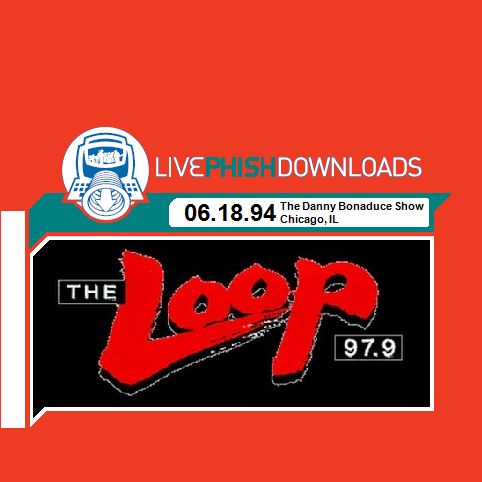 LIVEPHISHDOWNLOADS
06.18.94
The Danny Bonaduce Show
Chicago, IL
THE
Loop
97.9